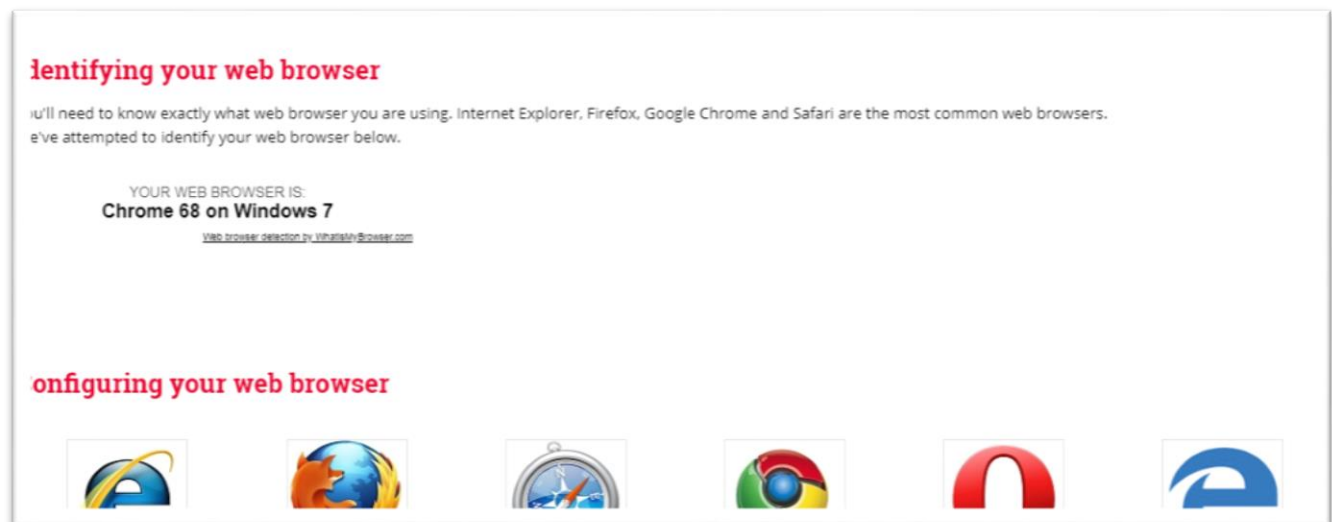 dentifying your web browser
u'll need to know exactly what web browser you are using. Internet Explorer, Firefox, Google Chrome and Safari are the most common web browsers.
e've attempted to identify your web browser below.
YOUR WEB BROWSER IS:
Chrome 68 on Windows 7
Web browser detection by WhatIsMyBrowser.com
onfiguring your web browser